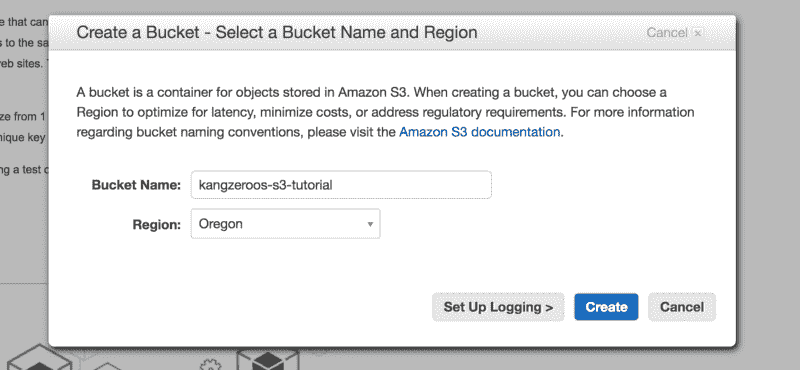 e that can
s to the sa
eb sites.
ze from 1
nique key
ng a test
Create a Bucket - Select a Bucket Name and Region
Cancel ×
A bucket is a container for objects stored in Amazon S3. When creating a bucket, you can choose a
Region to optimize for latency, minimize costs, or address regulatory requirements. For more information
regarding bucket naming conventions, please visit the Amazon S3 documentation.
Bucket Name: kangzeroos-s3-tutorial
Region: Oregon
Set Up Logging > Create Cancel